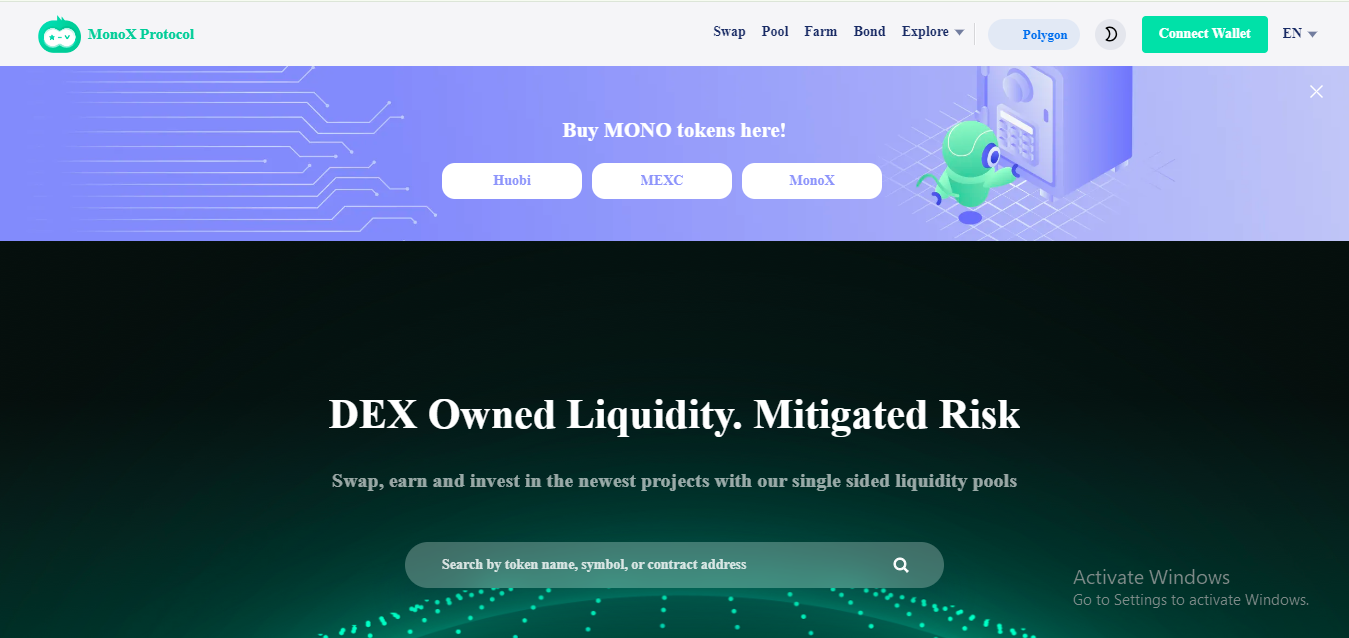 MonoX Protocol
Swap Pool Farm Bond Explore Polygon Connect Wallet EN
Buy MONO tokens here!
Huobi MEXC MonoX
DEX Owned Liquidity. Mitigated Risk
Swap, earn and invest in the newest projects with our single sided liquidity pools
Search by token name, symbol, or contract address
Activate Windows
Go to Settings to activate Windows.